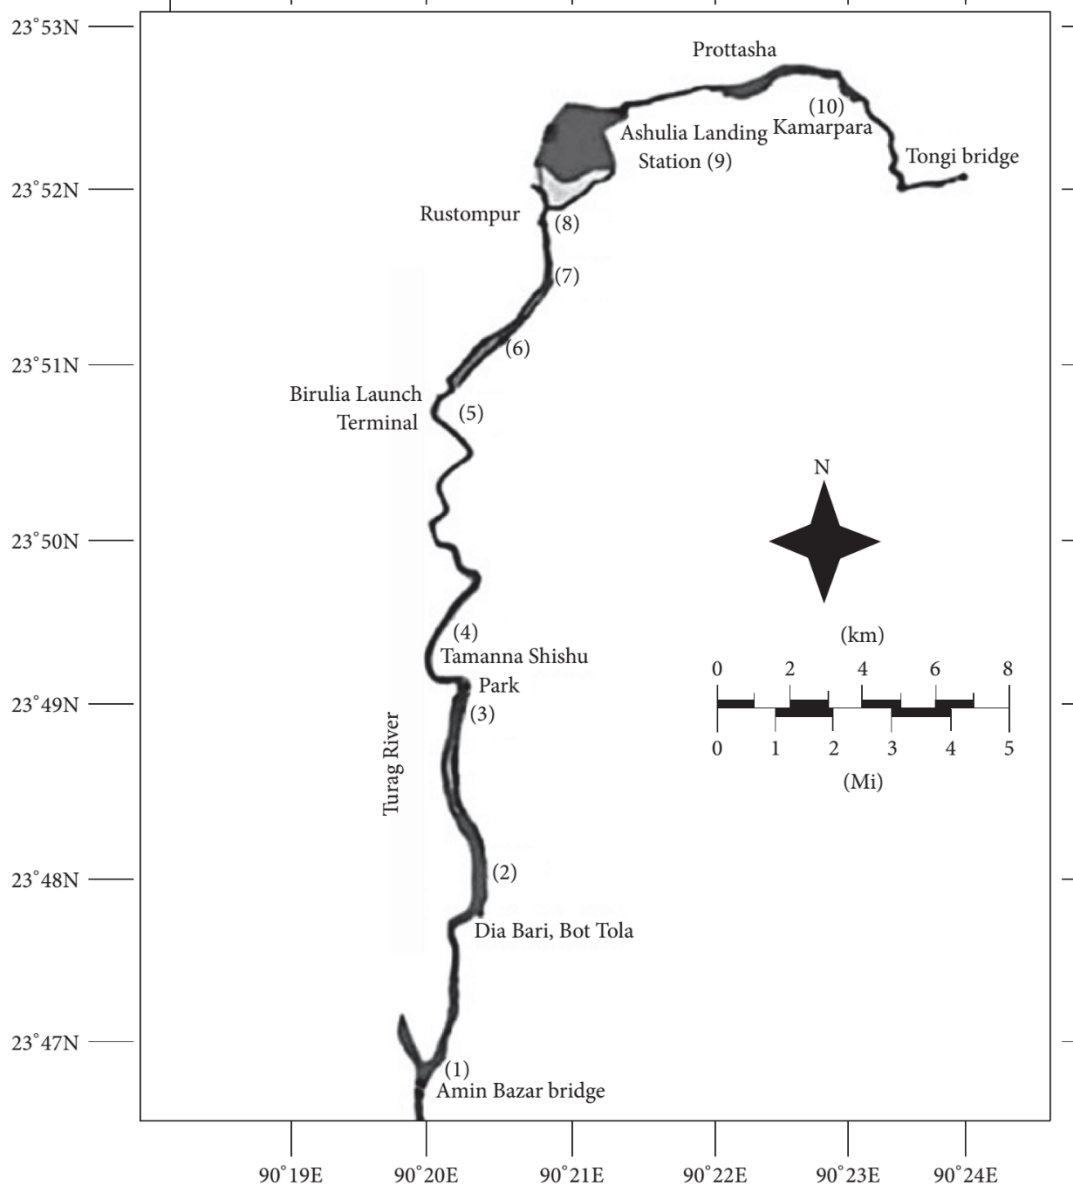 23°53N
Prottasha
(10)
Kamarpara
Ashulia Landing
Station (9)
Tongi bridge
23°52N
Rustompur
(8)
(7)
(6)
23°51N
Birulia Launch
Terminal
(5)
N
23°50N
(4)
Tamanna Shishu
Park
(3)
(km)
0 2 4 6 8
0 1 2 3 4 5
(Mi)
23°49N
Turag River
(2)
23°48N
Dia Bari, Bot Tola
23°47N
(1)
Amin Bazar bridge
90°19E 90°20E 90°21E 90°22E 90°23E 90°24E